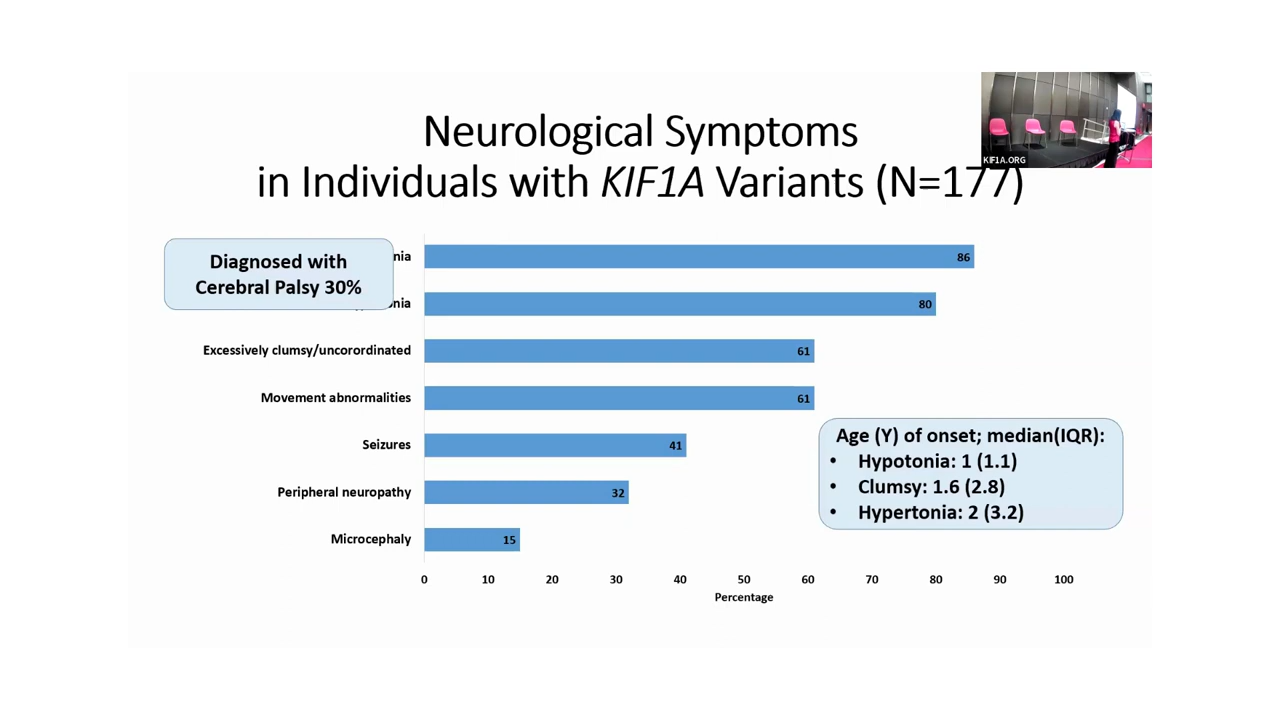 Neurological Symptoms
in Individuals with KIF1A Variants (N=177)
KIF1A.ORG
Diagnosed with
Cerebral Palsy 30%
nia
86
nia
80
Excessively clumsy/uncorordinated
61
Movement abnormalities
61
Seizures
41
Peripheral neuropathy
32
Microcephaly
15
Age (Y) of onset; median(IQR):
• Hypotonia: 1 (1.1)
• Clumsy: 1.6 (2.8)
• Hypertonia: 2 (3.2)
0 10 20 30 40 50 60 70 80 90 100
Percentage